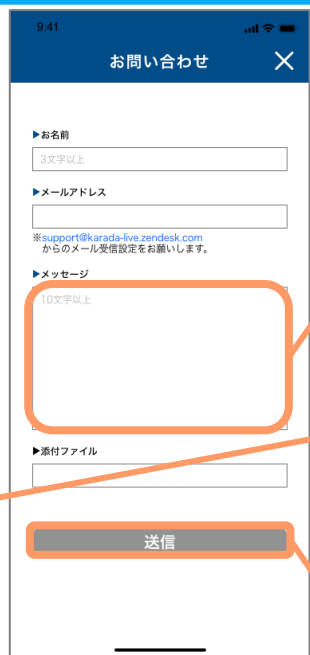 9:41
お問い合わせ
▶お名前
3文字以上
▶メールアドレス
※support@karada-live.zendesk.com
からのメール受信設定をお願いします。
▶メッセージ
10文字以上
▶添付ファイル
送信